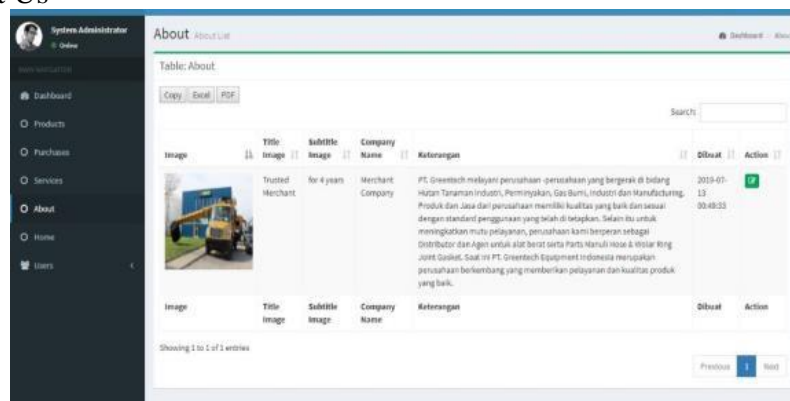 t Us
System Administrator
Online
About About List
Dashboard
MAIN NAVIGATION
Table: About
Dashboard
Products
Purchases
Services
About
Home
Users
Copy Excel PDF
Search:
Image Title Image Subtitle Image Company Name Keterangan Dibuat Action
Trusted Merchant
for 4 years
Merchant Company
PT. Greentech melayani perusahaan -perusahaan yang bergerak di bidang
Hutan Tanaman Industri, Perminyakan, Gas Bumi, Industri dan Manufacturing.
Produk dan Jasa dari perusahaan memiliki kualitas yang baik dan sesuai
dengan standard penggunaan yang telah di tetapkan. Selain itu untuk
meningkatkan mutu pelayanan, perusahaan kami berperan sebagai
Distributor dan Agen untuk alat berat serta Parts Manuli Hose & Wolar Ring
Joint Gasket. Saat ini PT. Greentech Equipment Indonesia merupakan
perusahaan berkembang yang memberikan pelayanan dan kualitas produk
yang baik.
2019-07-
13
Image Title Image Subtitle Image Company Name Keterangan Dibuat Action
Showing 1 to 1 of 1 entries
Previous 1 Next